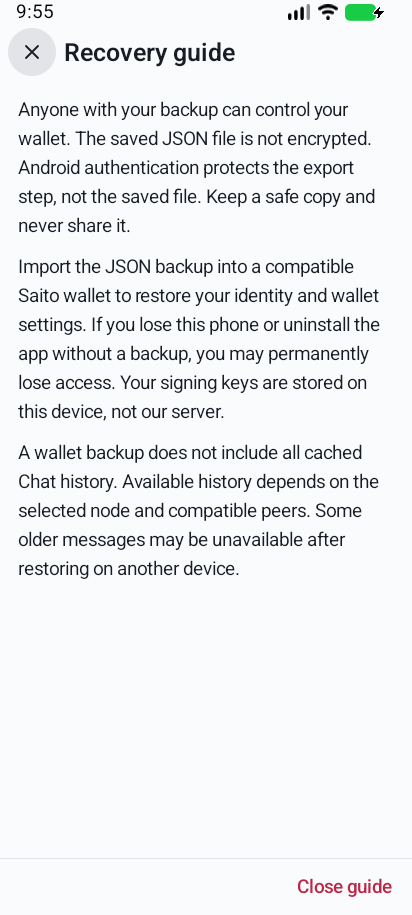 9:55
Recovery guide
Anyone with your backup can control your
wallet. The saved JSON file is not encrypted.
Android authentication protects the export
step, not the saved file. Keep a safe copy and
never share it.
Import the JSON backup into a compatible
Saito wallet to restore your identity and wallet
settings. If you lose this phone or uninstall the
app without a backup, you may permanently
lose access. Your signing keys are stored on
this device, not our server.
A wallet backup does not include all cached
Chat history. Available history depends on the
selected node and compatible peers. Some
older messages may be unavailable after
restoring on another device.
Close guide